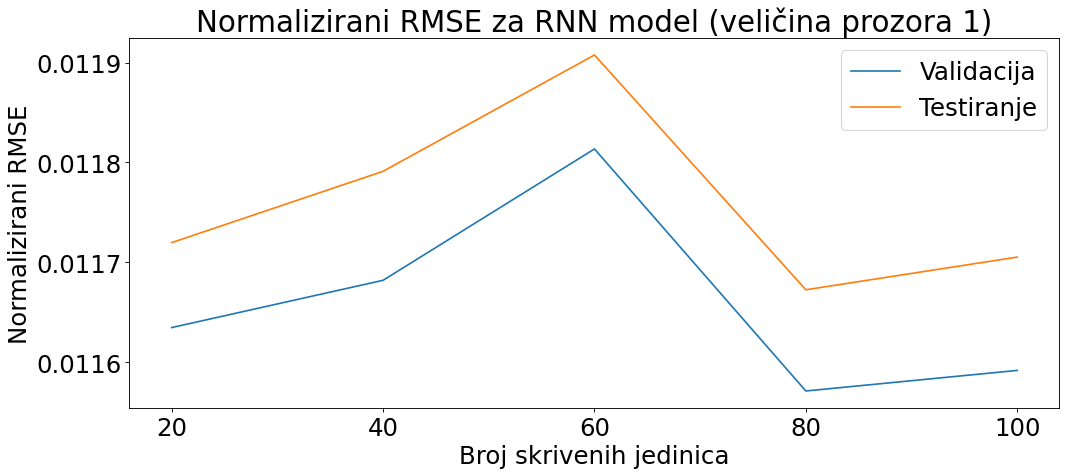 Normalizirani RMSE za RNN model (veličina prozora 1)
Validacija
Testiranje
Normalizirani RMSE
0.0119
0.0118
0.0117
0.0116
20 40 60 80 100
Broj skrivenih jedinica